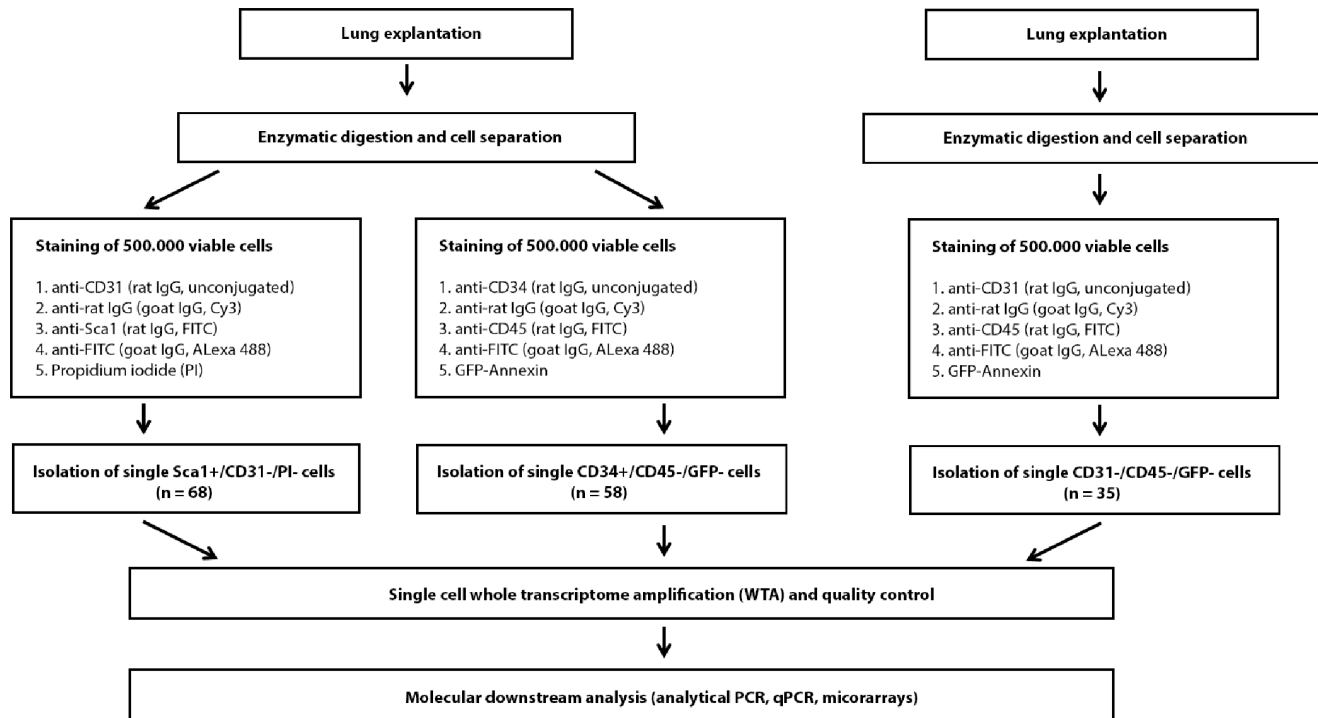 Lung explantation
Lung explantation
Enzymatic digestion and cell separation
Enzymatic digestion and cell separation
Staining of 500.000 viable cells
1. anti-CD31 (rat IgG, unconjugated)
2. anti-rat IgG (goat IgG, Cy3)
3. anti-Sca1 (rat IgG, FITC)
4. anti-FITC (goat IgG, ALexa 488)
5. Propidium iodide (PI)
Staining of 500.000 viable cells
1. anti-CD34 (rat IgG, unconjugated)
2. anti-rat IgG (goat IgG, Cy3)
3. anti-CD45 (rat IgG, FITC)
4. anti-FITC (goat IgG, ALexa 488)
5. GFP-Annexin
Staining of 500.000 viable cells
1. anti-CD31 (rat IgG, unconjugated)
2. anti-rat IgG (goat IgG, Cy3)
3. anti-CD45 (rat IgG, FITC)
4. anti-FITC (goat IgG, ALexa 488)
5. GFP-Annexin
Isolation of single Sca1+/CD31-/PI- cells
(n = 68)
Isolation of single CD34+/CD45-/GFP- cells
(n = 58)
Isolation of single CD31-/CD45-/GFP- cells
(n = 35)
Single cell whole transcriptome amplification (WTA) and quality control
Molecular downstream analysis (analytical PCR, qPCR, micorarrays)